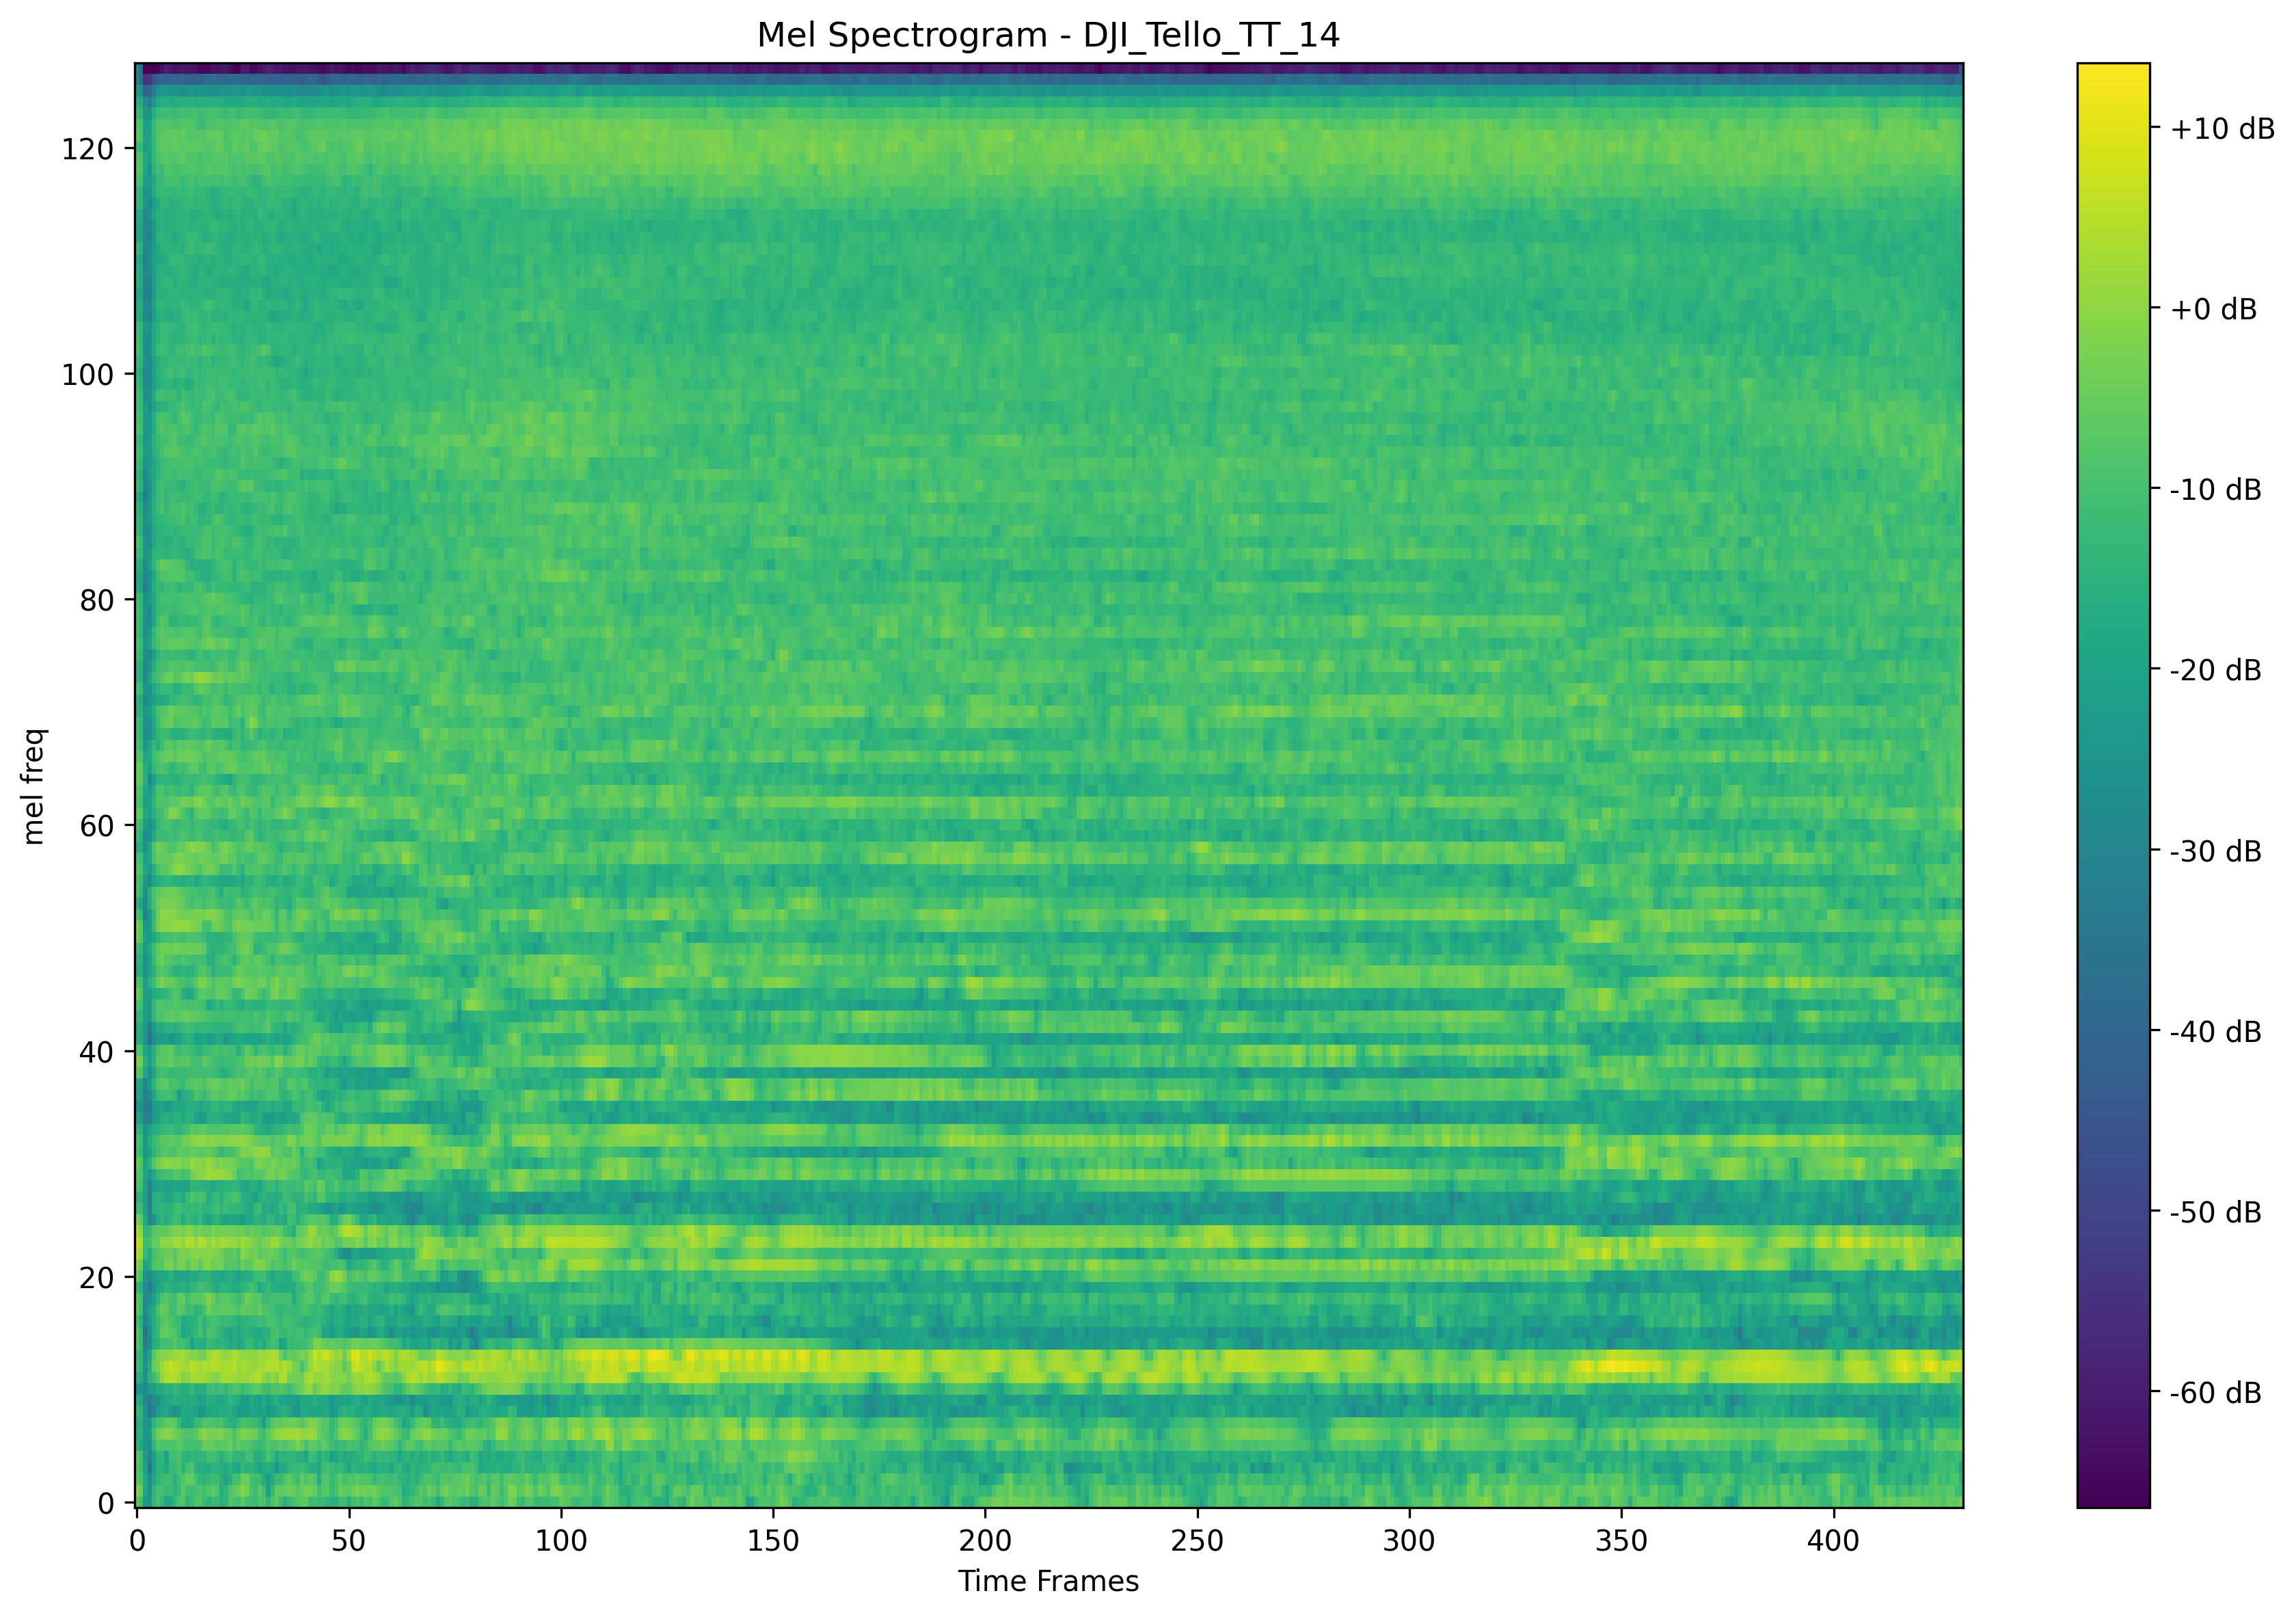 Mel Spectrogram - DJI_Tello_TT_14
mel freq
120
100
80
60
40
20
0
0 50 100 150 200 250 300 350 400
Time Frames
+10 dB
+0 dB
-10 dB
-20 dB
-30 dB
-40 dB
-50 dB
-60 dB